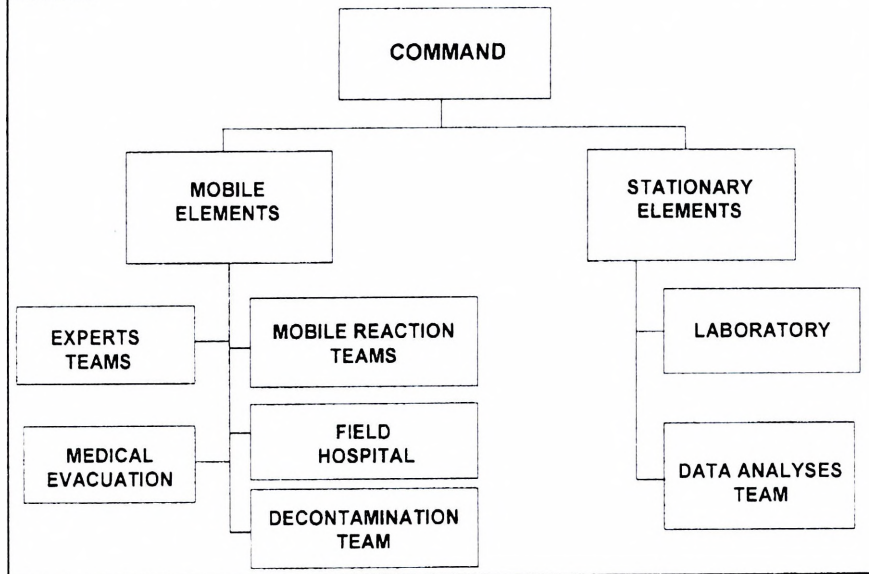 COMMAND
MOBILE
ELEMENTS
STATIONARY
ELEMENTS
EXPERTS
TEAMS
MOBILE REACTION
TEAMS
MEDICAL
EVACUATION
FIELD
HOSPITAL
DECONTAMINATION
TEAM
LABORATORY
DATA ANALYSES
TEAM